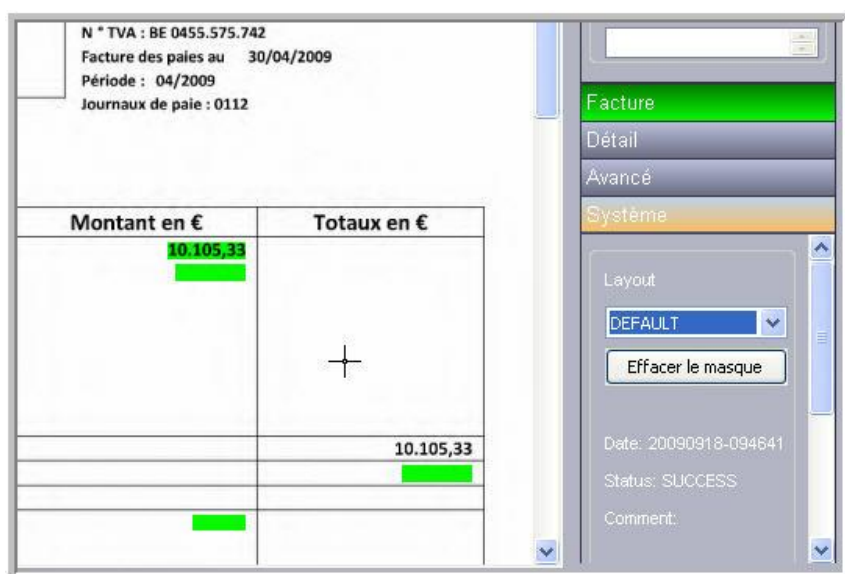 N ° TVA : BE 0455.575.742
Facture des paies au 30/04/2009
Période : 04/2009
Journaux de paie : 0112
Montant en € Totaux en €
10.105,33
10.105,33
Facture
Détail
Avancé
Système
Layout
DEFAULT
Effacer le masque
Date: 20090918-094641
Status: SUCCESS
Comment: